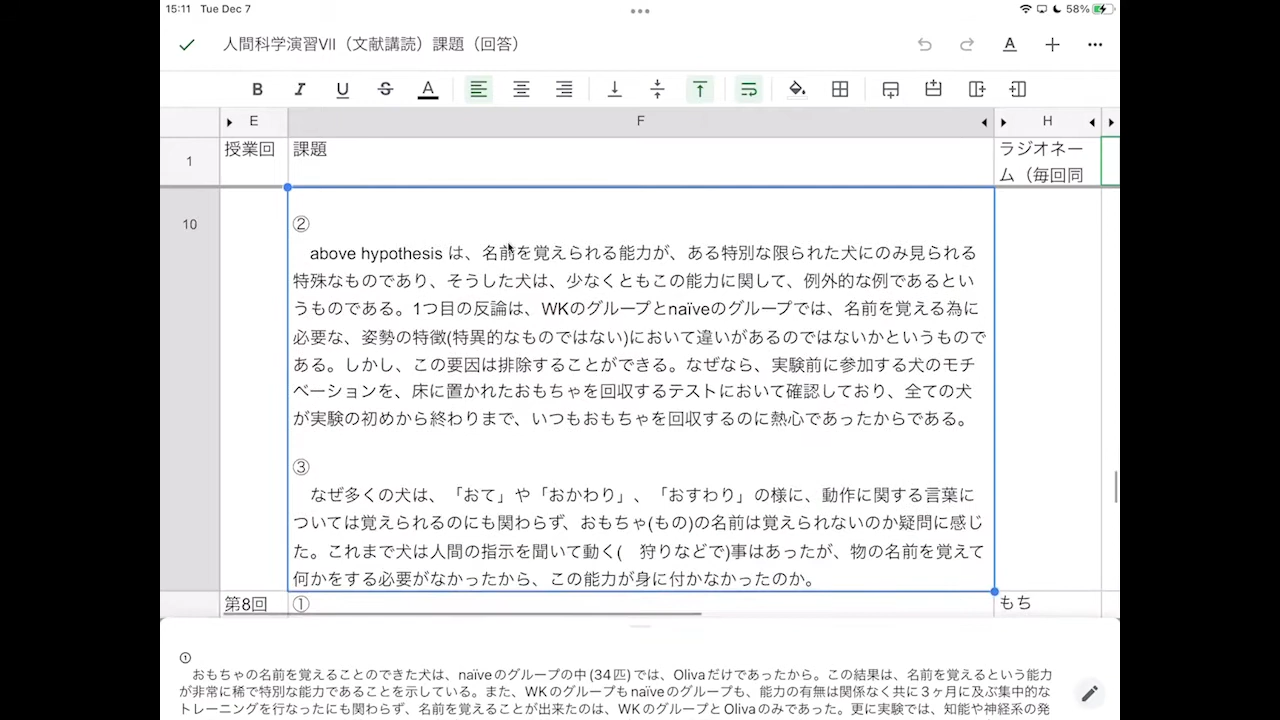 15:11 Tue Dec 7
58%
人間科学演習VII（文献講読）課題（回答）
B I U S A
E F H
1 授業回 課題 ラジオネー
ム（毎回同
10
②
above hypothesis は、名前を覚えられる能力が、ある特別な限られた犬にのみ見られる
特殊なものであり、そうした犬は、少なくともこの能力に関して、例外的な例であるとい
うものである。1つ目の反論は、WKのグループとnaïveのグループでは、名前を覚える為に
必要な、姿勢の特徴(特異的なものではない)において違いがあるのではないかというもので
ある。しかし、この要因は排除することができる。なぜなら、実験前に参加する犬のモチ
ベーションを、床に置かれたおもちゃを回収するテストにおいて確認しており、全ての犬
が実験の初めから終わりまで、いつもおもちゃを回収するのに熱心であったからである。
③
なぜ多くの犬は、「おて」や「おかわり」、「おすわり」の様に、動作に関する言葉に
ついては覚えられるのにも関わらず、おもちゃ(もの)の名前は覚えられないのか疑問に感じ
た。これまで犬は人間の指示を聞いて動く(　狩りなどで)事はあったが、物の名前を覚えて
何かをする必要がなかったから、この能力が身に付かなかったのか。
第8回 ① もち
①
おもちゃの名前を覚えることのできた犬は、naïveのグループの中(34匹)では、Olivaだけであったから。この結果は、名前を覚えるという能力
が非常に稀で特別な能力であることを示している。また、WKのグループもnaïveのグループも、能力の有無は関係なく共に３ヶ月に及ぶ集中的な
トレーニングを行なったにも関わらず、名前を覚えることが出来たのは、WKのグループとOlivaのみであった。更に実験では、知能や神経系の発